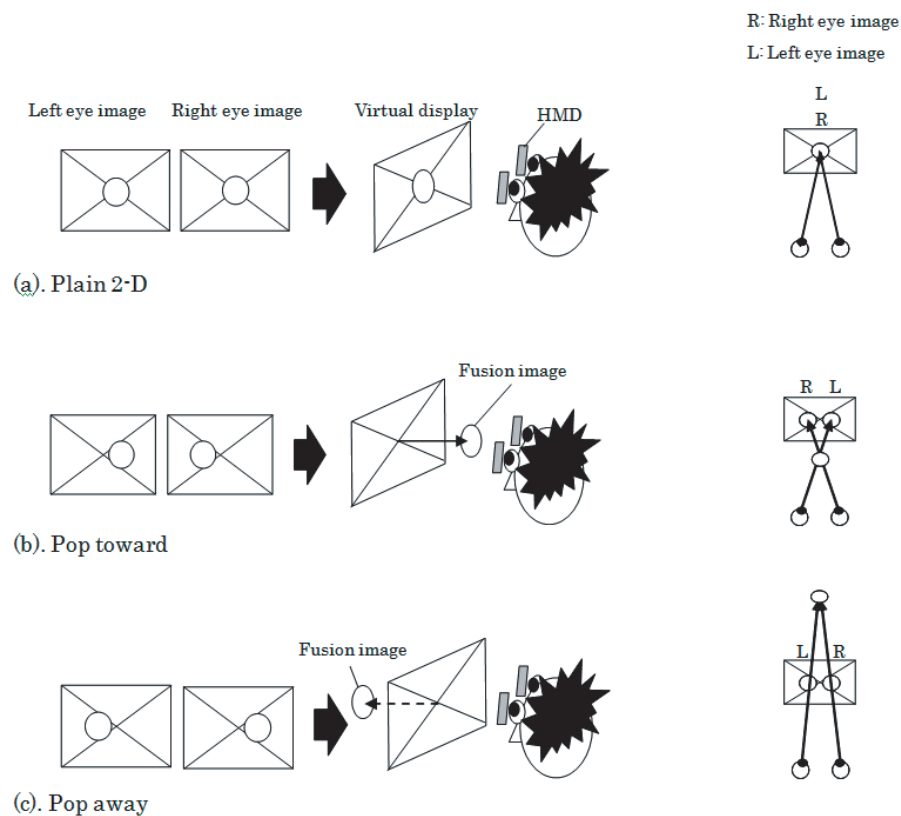 R: Right eye image
L: Left eye image
Left eye image Right eye image Virtual display HMD
L
R
(a). Plain 2-D
Fusion image
R L
(b). Pop toward
Fusion image
L R
(c). Pop away